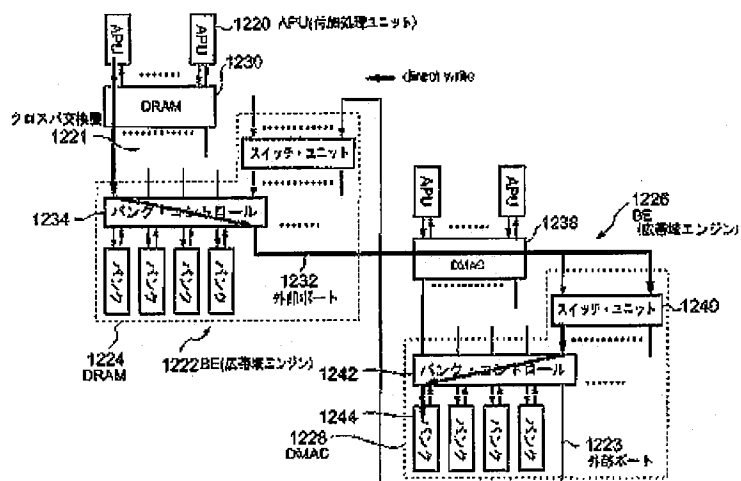 1220 APU(付加処理ユニット)
APU
APU
1230
DRAM
direct write
クロスバ交換機
1221
スイッチ・ユニット
1234
バンク・コントロール
バンク
バンク
バンク
バンク
1232
外部ポート
1224
DRAM
1222 BE(広帯域エンジン)
APU
APU
1238
DMAC
1226
BE
(広帯域エンジン)
スイッチ・ユニット
1240
1242
バンク・コントロール
1244
バンク
バンク
バンク
バンク
1228
DMAC
1223
外部ポート